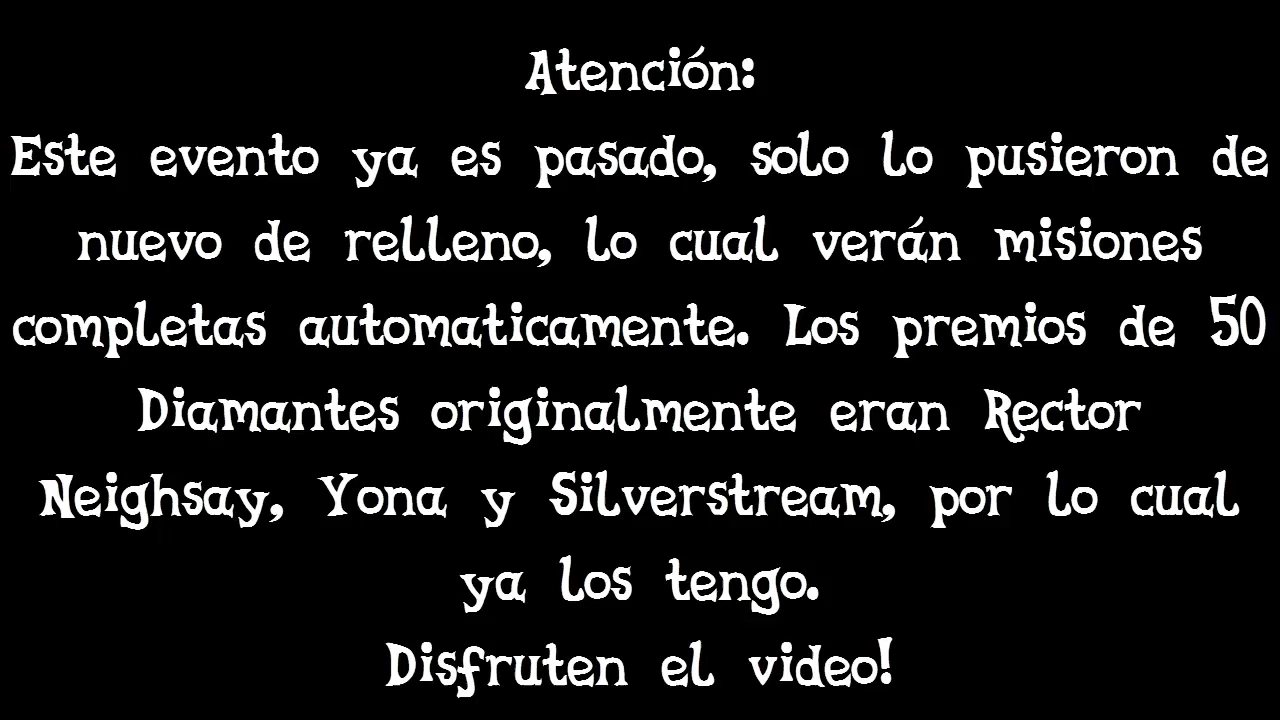 Atención:
Este evento ya es pasado, solo lo pusieron de
nuevo de relleno, lo cual verán misiones
completas automaticamente. Los premios de 50
Diamantes originalmente eran Rector
Neighsay, Yona y Silverstream, por lo cual
ya los tengo.
Disfruten el video!